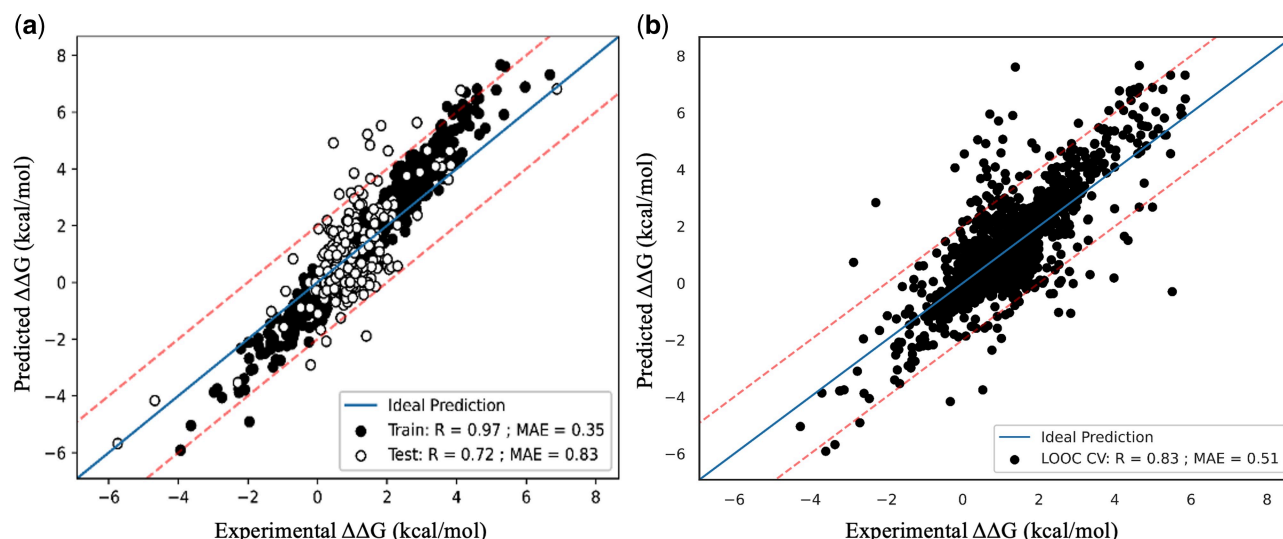 (a)
Predicted ΔΔG (kcal/mol)
8
6
4
2
0
−2
−4
−6
−6 −4 −2 0 2 4 6 8
Experimental ΔΔG (kcal/mol)
Ideal Prediction
Train: R = 0.97 ; MAE = 0.35
Test: R = 0.72 ; MAE = 0.83
(b)
Predicted ΔΔG (kcal/mol)
8
6
4
2
0
−2
−4
−6
−6 −4 −2 0 2 4 6 8
Experimental ΔΔG (kcal/mol)
Ideal Prediction
LOOC CV: R = 0.83 ; MAE = 0.51